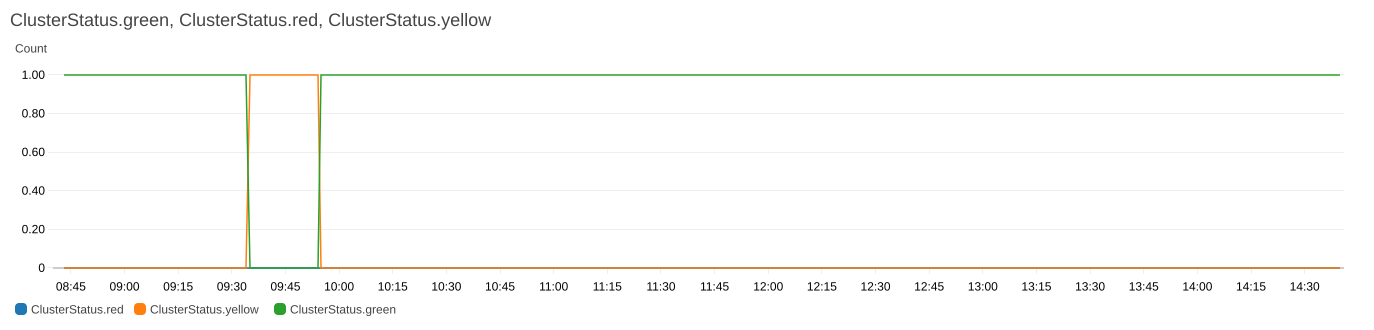 ClusterStatus.green, ClusterStatus.red, ClusterStatus.yellow
Count
1.00
0.80
0.60
0.40
0.20
0
08:45 09:00 09:15 09:30 09:45 10:00 10:15 10:30 10:45 11:00 11:15 11:30 11:45 12:00 12:15 12:30 12:45 13:00 13:15 13:30 13:45 14:00 14:15 14:30
ClusterStatus.red ClusterStatus.yellow ClusterStatus.green